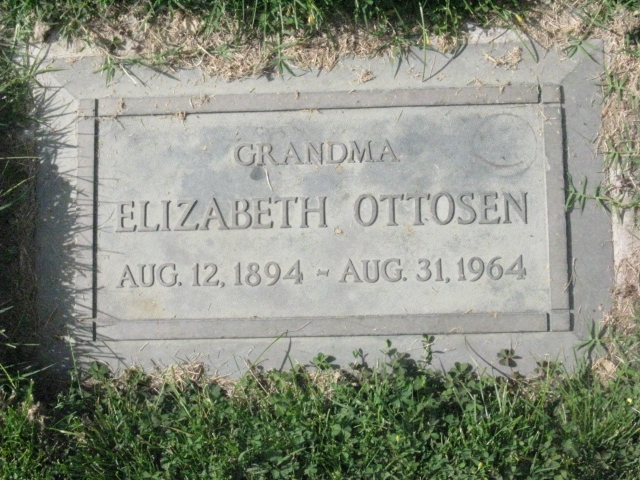 GRANDMA
ELIZABETH OTTOSEN
AUG. 12, 1894 - AUG. 31, 1964